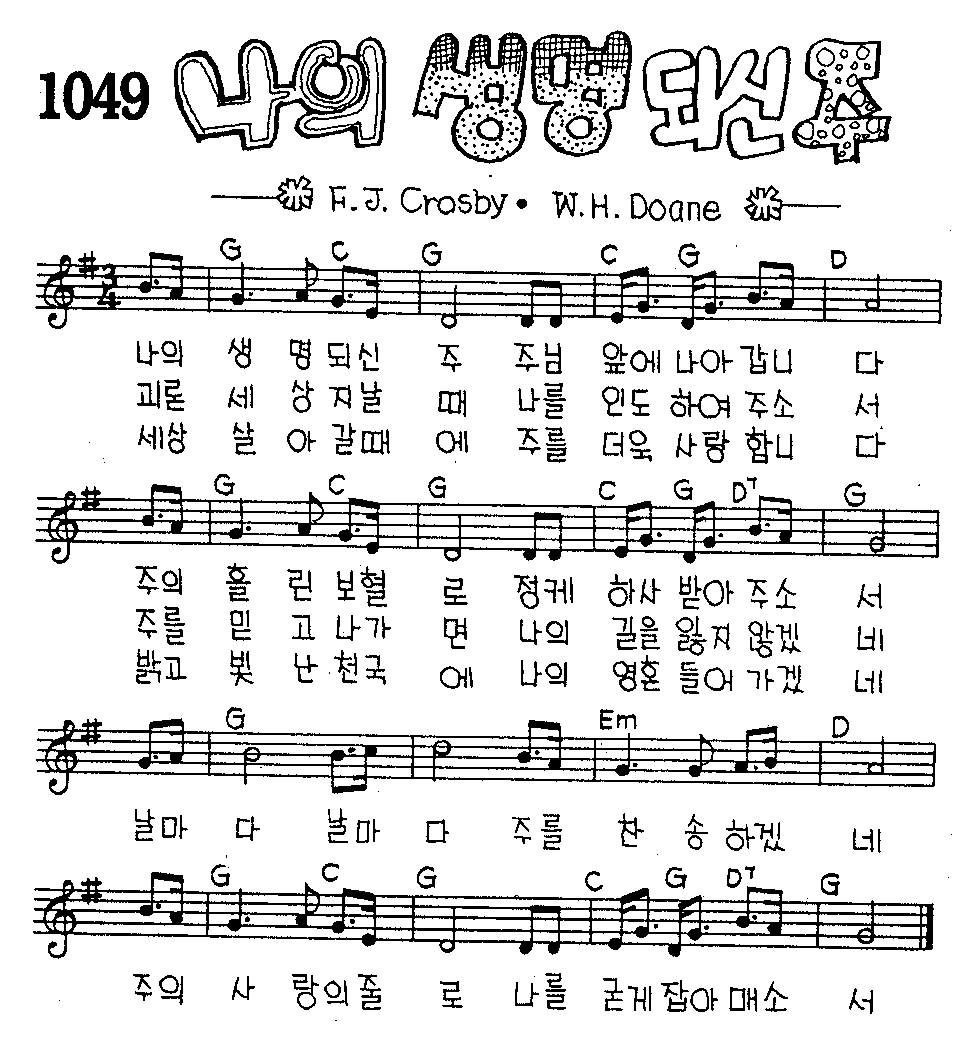 1049 나의 생명 되신 주
F.J. Crosby • W.H. Doane
G C G C G D
3 4
나의 생 명 되신 주 주님 앞에 나아 갑니 다
괴론 세 상 지날 때 나를 인도 하여 주소 서
세상 살 아 갈때 에 주를 더욱 사랑 합니 다
G C G C G D7 G
주의 흘 린 보혈 로 정케 하사 받아 주소 서
주를 믿 고 나가 면 나의 길을 잃지 않겠 네
밝고 빛 난 천국 에 나의 영혼 들어 가겠 네
G Em D
날마 다 날마 다 주를 찬 송 하겠 네
G C G C G D7 G
주의 사 랑의 줄 로 나를 굳게 잡아 매소 서